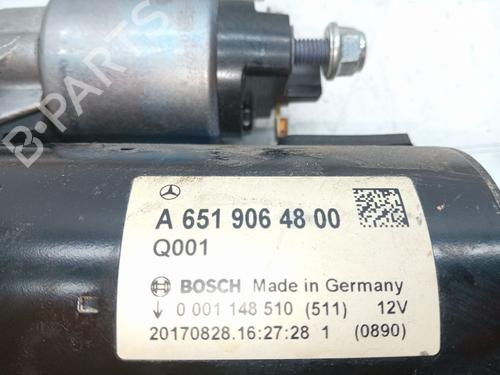 B-PARTS
A 651 906 48 00
Q001
BOSCH Made in Germany
↓ 0 001 148 510 (511) 12V
20170828.16:27:28 1 (0890)